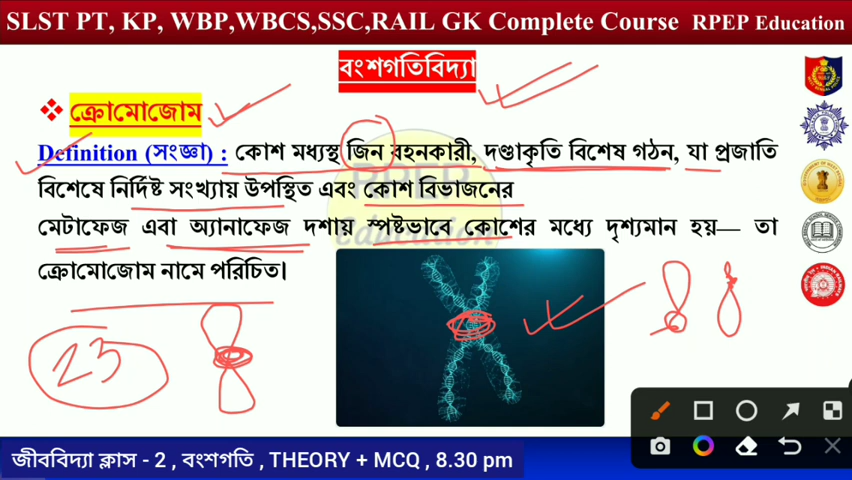 SLST PT, KP, WBP,WBCS,SSC,RAIL GK Complete Course RPEP Education
বংশগতিবিদ্যা
❖ ক্রোমোজোম
Definition (সংজ্ঞা) : কোশ মধ্যস্থ জিন বহনকারী, দণ্ডাকৃতি বিশেষ গঠন, যা প্রজাতি
বিশেষে নির্দিষ্ট সংখ্যায় উপস্থিত এবং কোশ বিভাজনের
মেটাফেজ এবা অ্যানাফেজ দশায় স্পষ্টভাবে কোশের মধ্যে দৃশ্যমান হয়— তা
ক্রোমোজোম নামে পরিচিত।
23
জীববিদ্যা ক্লাস - 2 , বংশগতি , THEORY + MCQ , 8.30 pm